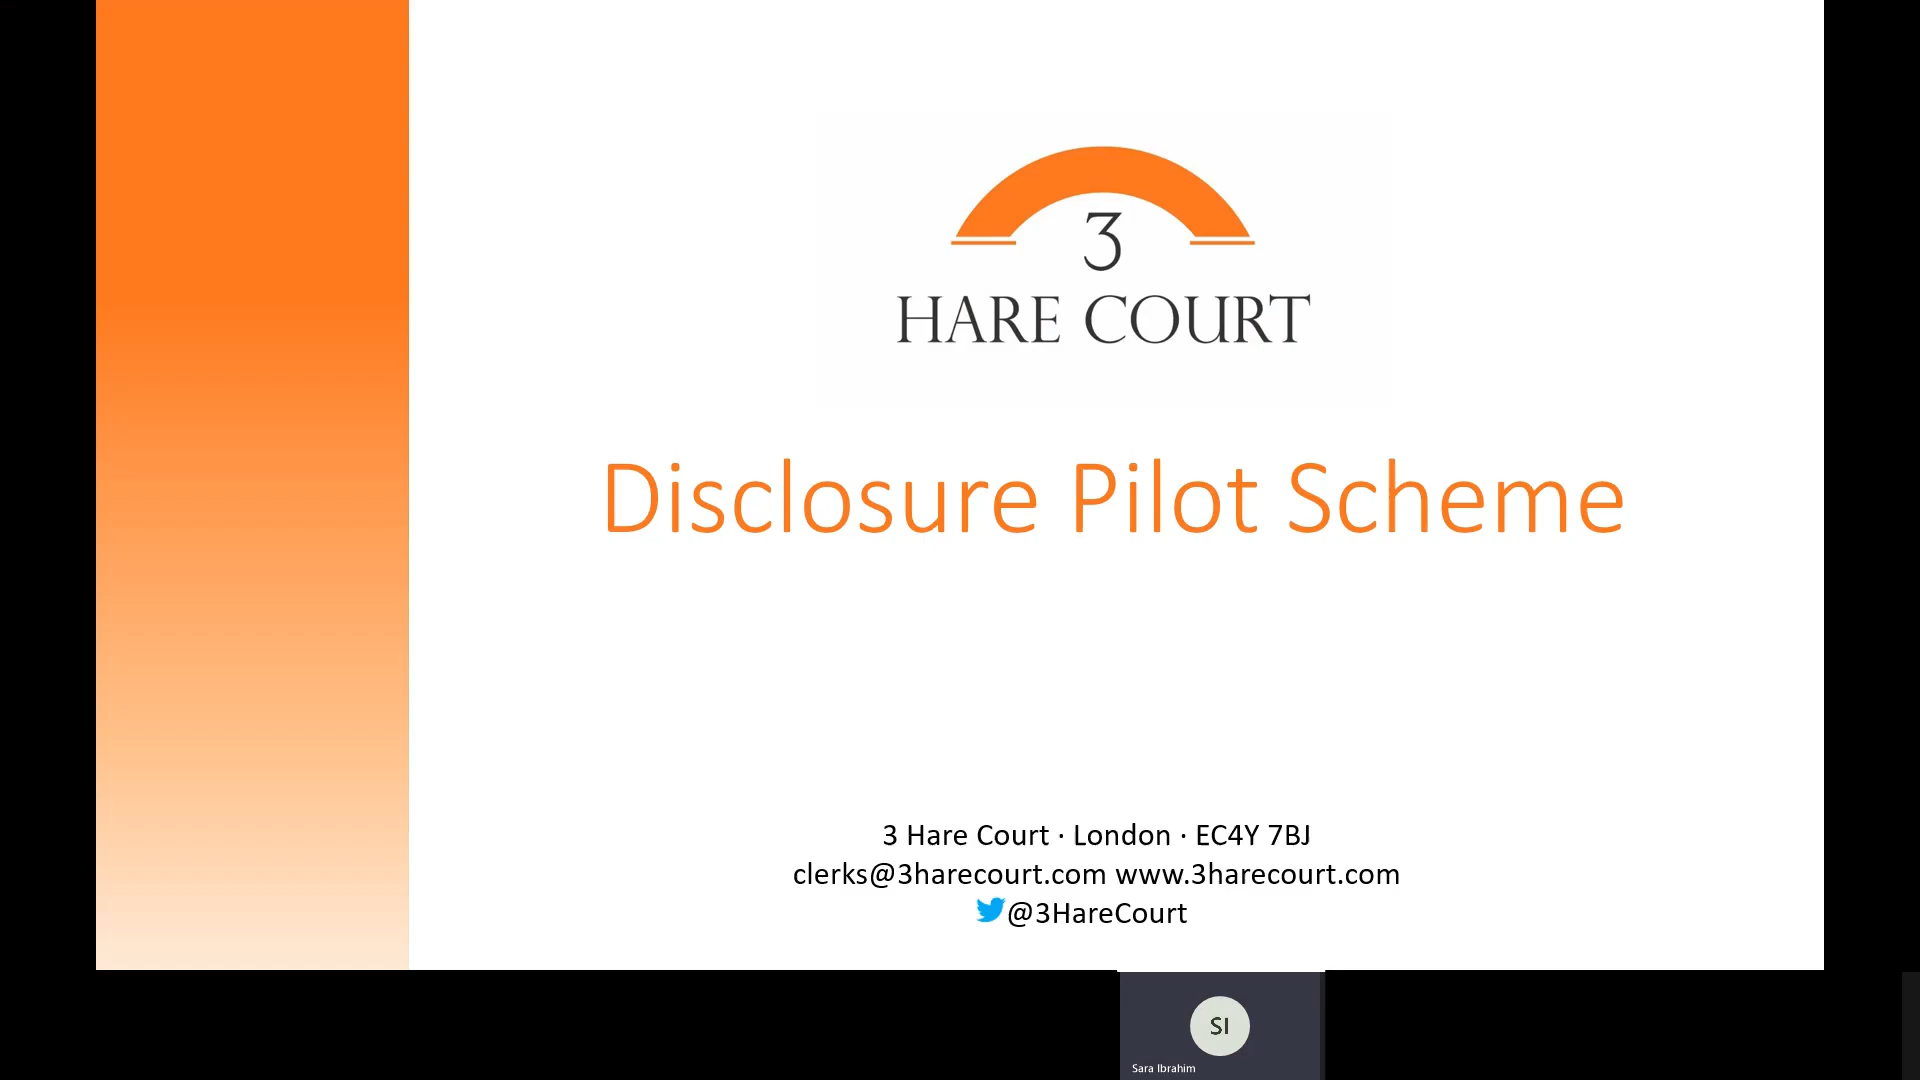 3
HARE COURT
Disclosure Pilot Scheme
3 Hare Court · London · EC4Y 7BJ
clerks@3harecourt.com www.3harecourt.com
@3HareCourt
SI
Sara Ibrahim